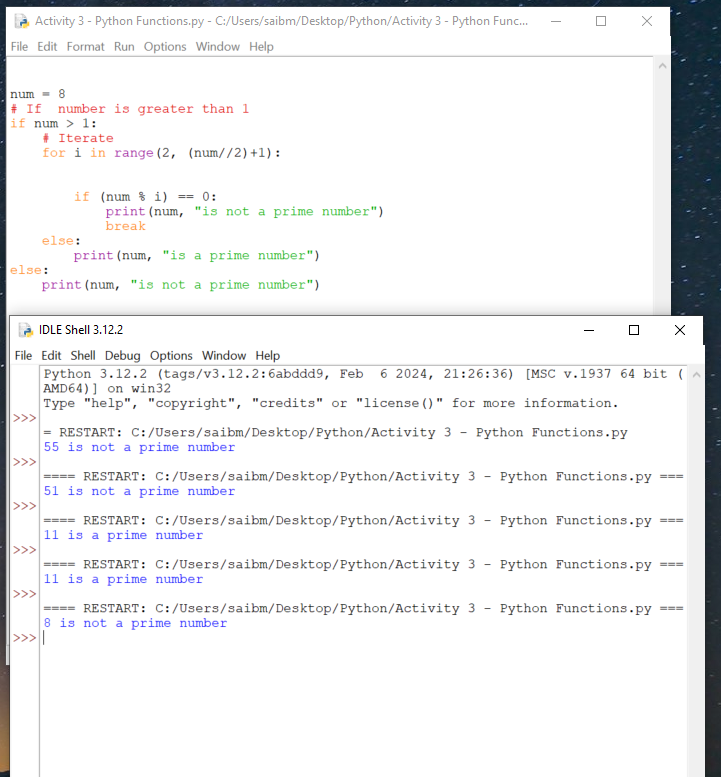 Activity 3 - Python Functions.py - C:/Users/saibm/Desktop/Python/Activity 3 - Python Func...
File Edit Format Run Options Window Help
num = 8
# If  number is greater than 1
if num > 1:
    # Iterate
    for i in range(2, (num//2)+1):
        if (num % i) == 0:
            print(num, "is not a prime number")
            break
    else:
        print(num, "is a prime number")
else:
    print(num, "is not a prime number")
IDLE Shell 3.12.2
File Edit Shell Debug Options Window Help
Python 3.12.2 (tags/v3.12.2:6abddd9, Feb  6 2024, 21:26:36) [MSC v.1937 64 bit (
AMD64)] on win32
Type "help", "copyright", "credits" or "license()" for more information.
>>>
= RESTART: C:/Users/saibm/Desktop/Python/Activity 3 - Python Functions.py
55 is not a prime number
>>>
==== RESTART: C:/Users/saibm/Desktop/Python/Activity 3 - Python Functions.py ===
51 is not a prime number
>>>
==== RESTART: C:/Users/saibm/Desktop/Python/Activity 3 - Python Functions.py ===
11 is a prime number
>>>
==== RESTART: C:/Users/saibm/Desktop/Python/Activity 3 - Python Functions.py ===
11 is a prime number
>>>
==== RESTART: C:/Users/saibm/Desktop/Python/Activity 3 - Python Functions.py ===
8 is not a prime number
>>>